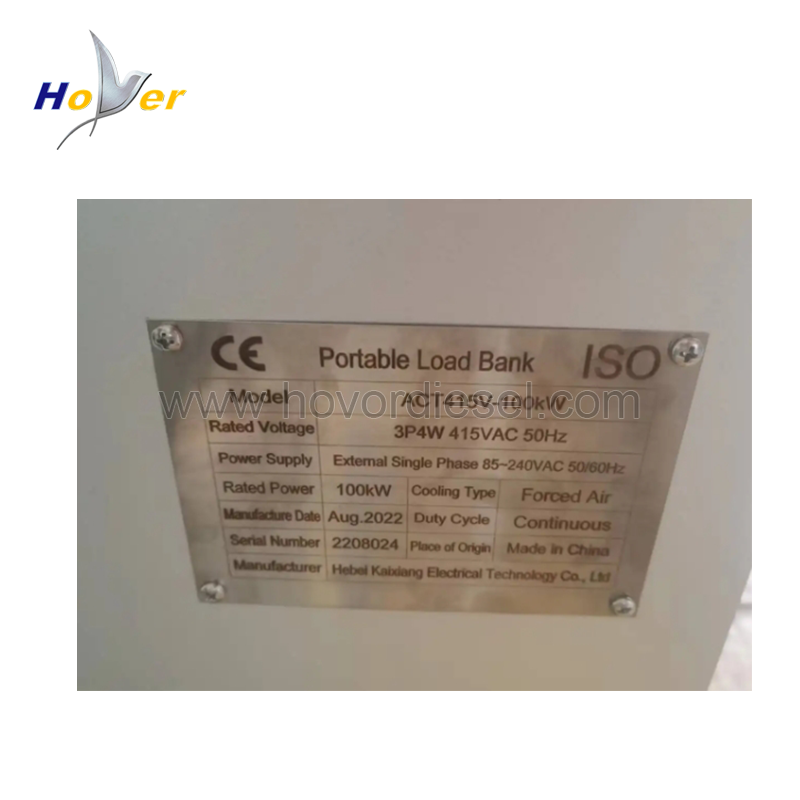 Hover
CE Portable Load Bank ISO
Model ACT415V-100kW
www.hovordiesel.com
Rated Voltage 3P4W 415VAC 50Hz
Power Supply External Single Phase 85~240VAC 50/60Hz
Rated Power 100kW Cooling Type Forced Air
Manufacture Date Aug.2022 Duty Cycle Continuous
Serial Number 2208024 Place of Origin Made in China
Manufacturer Hebei Kaixiang Electrical Technology Co., Ltd